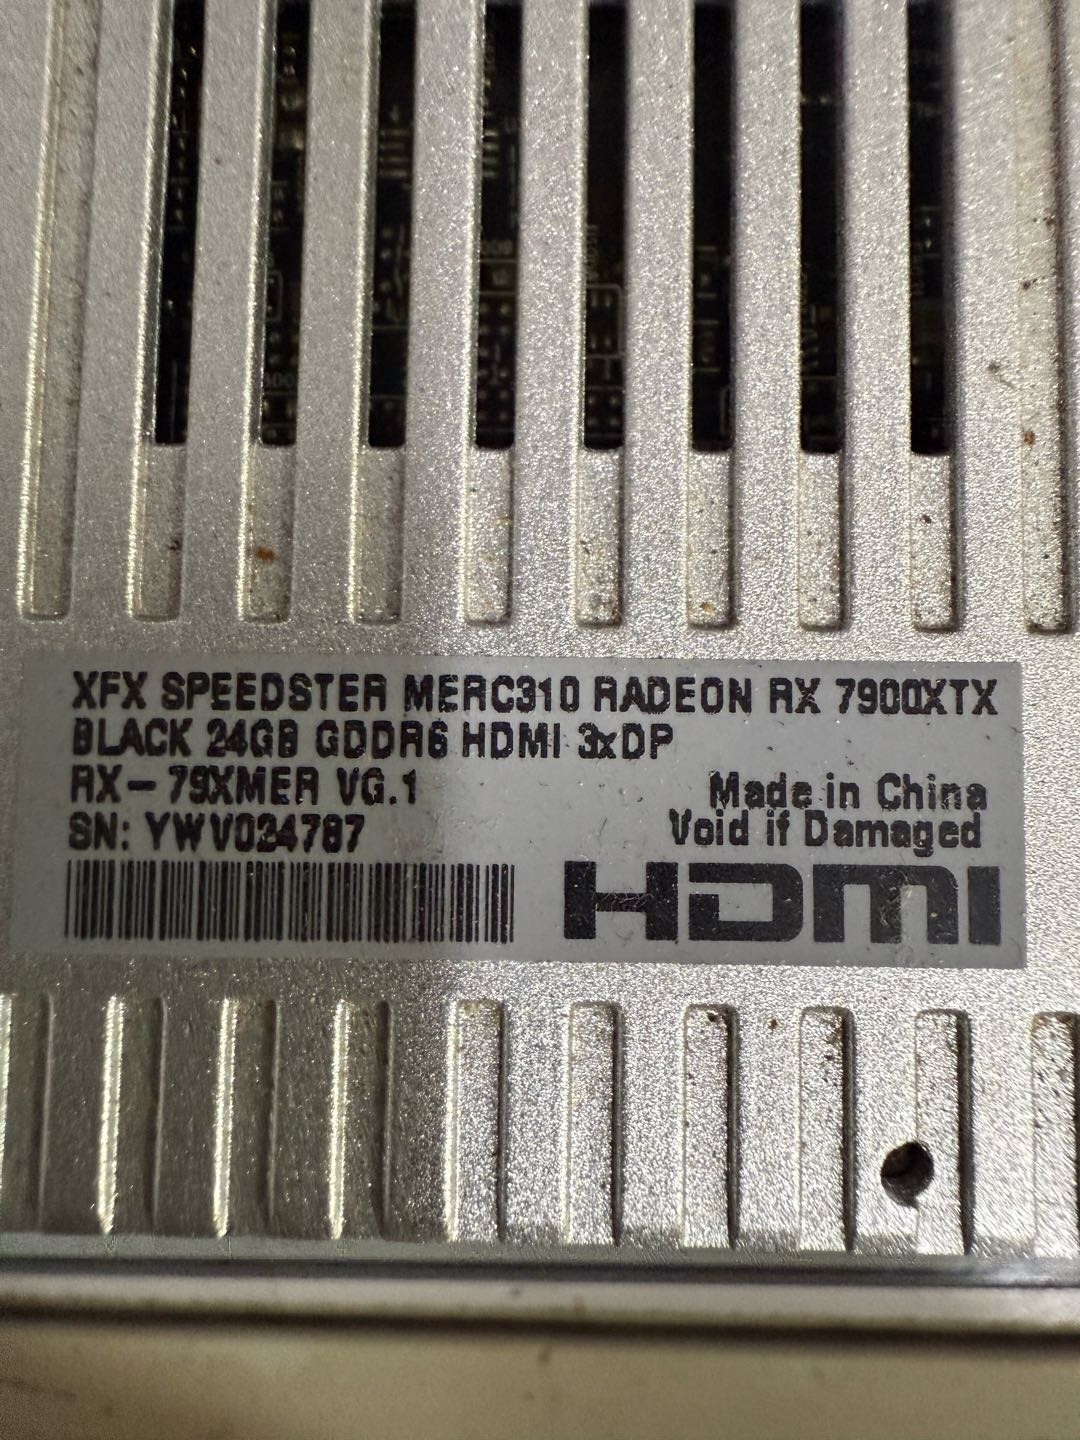 XFX SPEEDSTER MERC310 RADEON RX 7900XTX
BLACK 24GB GDDR6 HDMI 3xDP
RX-79XMER VG.1
SN: YWV024787
Made in China
Void if Damaged
HDMI